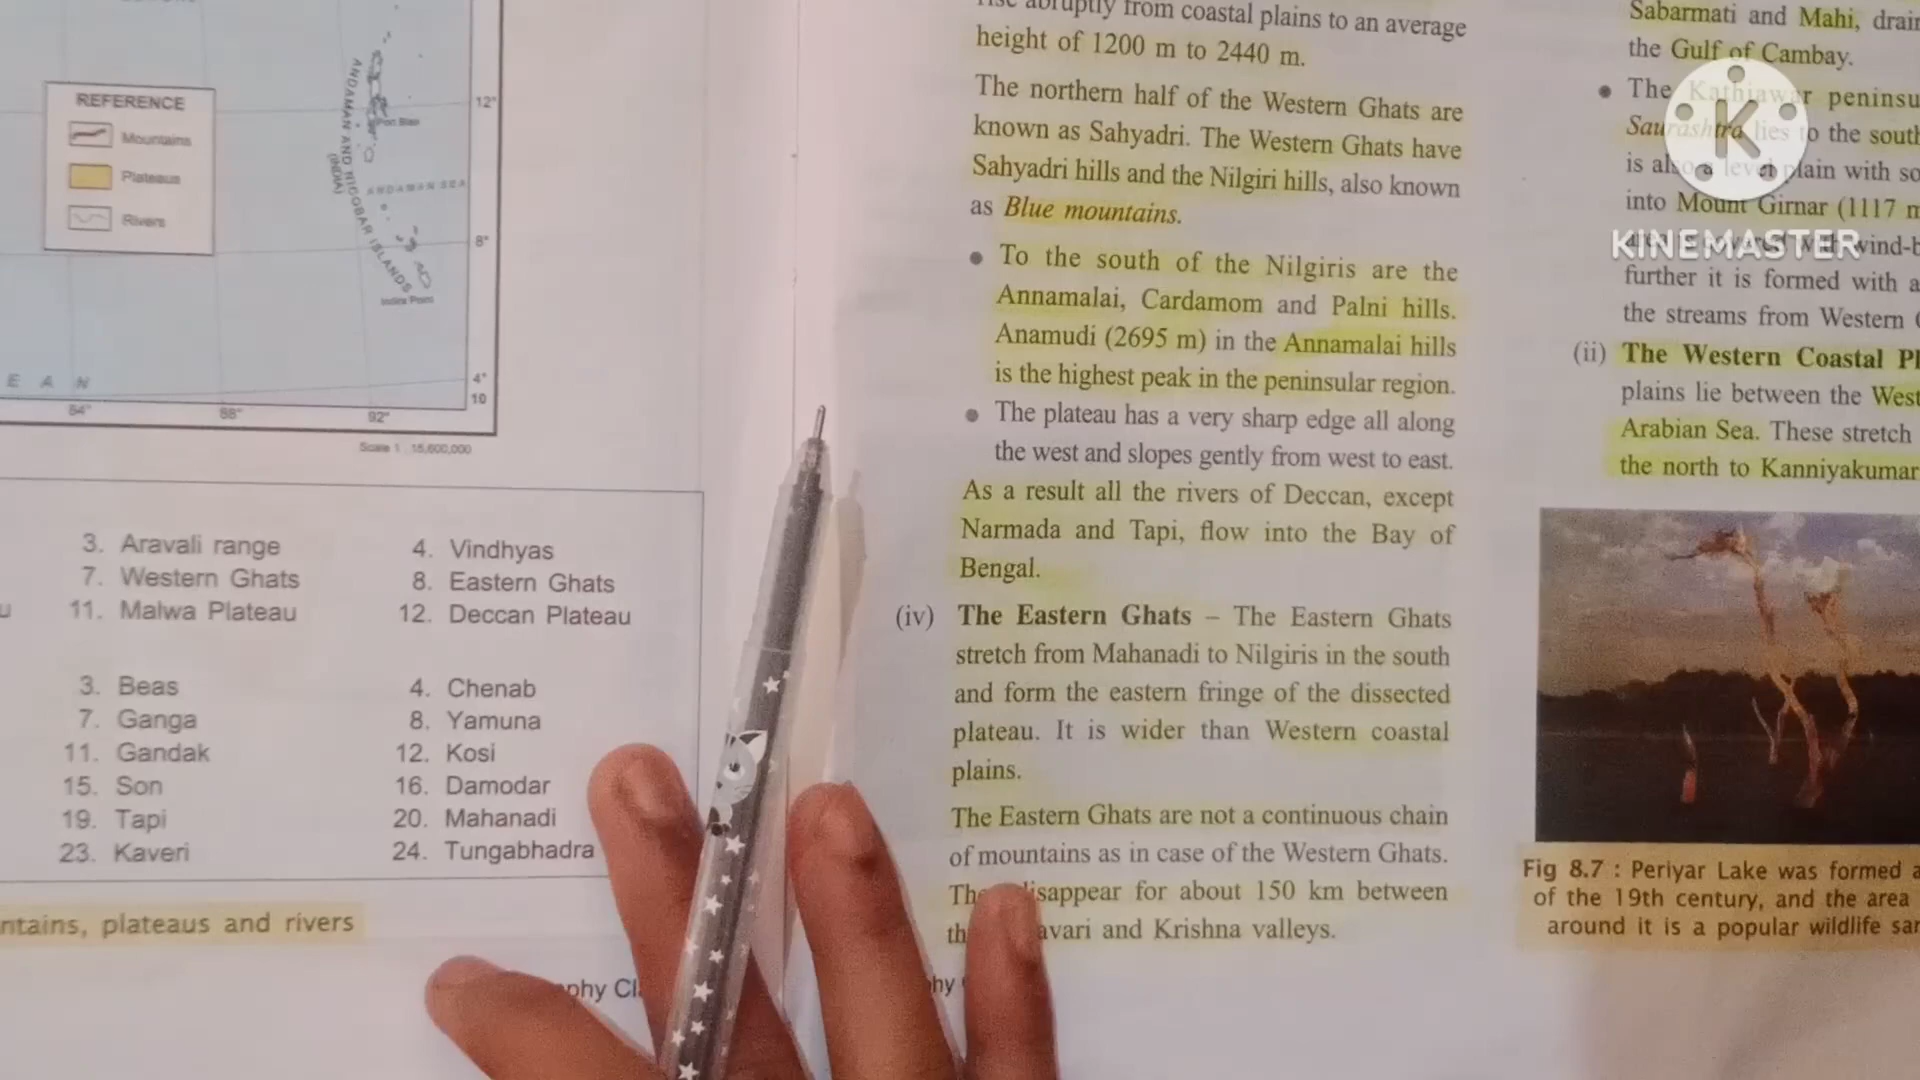 REFERENCE
Mountains
Plateaus
Rivers
ANDAMAN AND NICOBAR ISLANDS
(INDIA)
Port Blair
ANDAMAN SEA
Indira Point
12°
8°
4°
10
E A N
84°
88°
92°
Scale 1 : 15,600,000
3. Aravali range 4. Vindhyas
7. Western Ghats 8. Eastern Ghats
11. Malwa Plateau 12. Deccan Plateau
3. Beas 4. Chenab
7. Ganga 8. Yamuna
11. Gandak 12. Kosi
15. Son 16. Damodar
19. Tapi 20. Mahanadi
23. Kaveri 24. Tungabhadra
ntains, plateaus and rivers
phy Cl
abruptly from coastal plains to an average
height of 1200 m to 2440 m.
The northern half of the Western Ghats are
known as Sahyadri. The Western Ghats have
Sahyadri hills and the Nilgiri hills, also known
as Blue mountains.
• To the south of the Nilgiris are the
Annamalai, Cardamom and Palni hills.
Anamudi (2695 m) in the Annamalai hills
is the highest peak in the peninsular region.
• The plateau has a very sharp edge all along
the west and slopes gently from west to east.
As a result all the rivers of Deccan, except
Narmada and Tapi, flow into the Bay of
Bengal.
(iv) The Eastern Ghats – The Eastern Ghats
stretch from Mahanadi to Nilgiris in the south
and form the eastern fringe of the dissected
plateau. It is wider than Western coastal
plains.
The Eastern Ghats are not a continuous chain
of mountains as in case of the Western Ghats.
isappear for about 150 km between
avari and Krishna valleys.
hy
Sabarmati and Mahi, drain
the Gulf of Cambay.
• The Kathiawar peninsu
Saurashtra lies to the south
is also a level plain with so
into Mount Girnar (1117 m
wind-b
further it is formed with a
the streams from Western
(ii) The Western Coastal Pl
plains lie between the West
Arabian Sea. These stretch
the north to Kanniyakumar
Fig 8.7 : Periyar Lake was formed a
of the 19th century, and the area
around it is a popular wildlife san
K
KINEMASTER